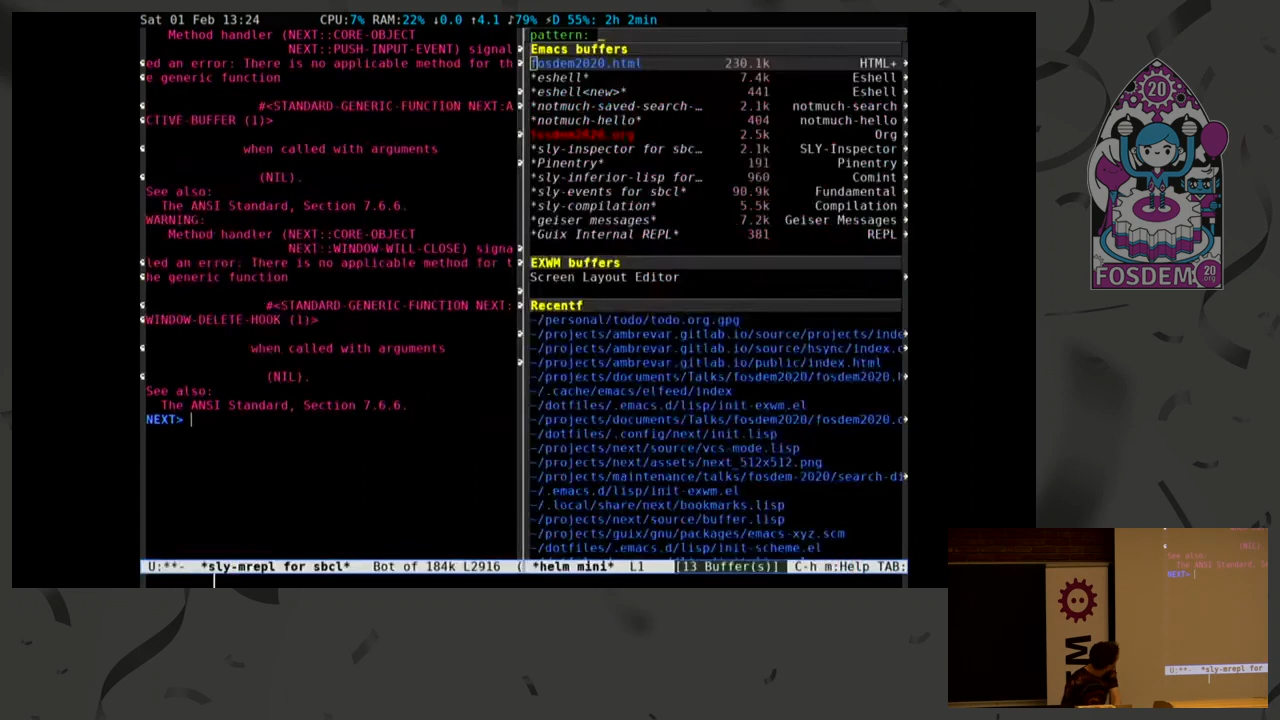 Sat 01 Feb 13:24 CPU:7% RAM:22% ↓0.0 ↑4.1 ♪79% ⚡D 55%: 2h 2min
Method handler (NEXT::CORE-OBJECT
NEXT::PUSH-INPUT-EVENT) signal
ed an error: There is no applicable method for th
e generic function
#<STANDARD-GENERIC-FUNCTION NEXT:A
CTIVE-BUFFER (1)>
when called with arguments
(NIL).
See also:
The ANSI Standard, Section 7.6.6.
WARNING:
Method handler (NEXT::CORE-OBJECT
NEXT::WINDOW-WILL-CLOSE) signa
led an error: There is no applicable method for t
he generic function
#<STANDARD-GENERIC-FUNCTION NEXT:
WINDOW-DELETE-HOOK (1)>
when called with arguments
(NIL).
See also:
The ANSI Standard, Section 7.6.6.
NEXT>
U:**- *sly-mrepl for sbcl* Bot of 184k L2916 (
pattern: _
Emacs buffers
fosdem2020.html 230.1k HTML+
*eshell* 7.4k Eshell
*eshell<new>* 441 Eshell
*notmuch-saved-search-… 2.1k notmuch-search
*notmuch-hello* 404 notmuch-hello
fosdem2020.org 2.5k Org
*sly-inspector for sbc… 2.1k SLY-Inspector
*Pinentry* 191 Pinentry
*sly-inferior-lisp for… 960 Comint
*sly-events for sbcl* 90.9k Fundamental
*sly-compilation* 5.5k Compilation
*geiser messages* 7.2k Geiser Messages
*Guix Internal REPL* 381 REPL
EXWM buffers
Screen Layout Editor
Recentf
~/personal/todo/todo.org.gpg
~/projects/ambrevar.gitlab.io/source/projects/inde
~/projects/ambrevar.gitlab.io/source/hsync/index.o
~/projects/ambrevar.gitlab.io/public/index.html
~/projects/documents/Talks/fosdem2020/fosdem2020.h
~/.cache/emacs/elfeed/index
~/dotfiles/.emacs.d/lisp/init-exwm.el
~/projects/documents/Talks/fosdem2020/fosdem2020.o
~/dotfiles/.config/next/init.lisp
~/projects/next/source/vcs-mode.lisp
~/projects/next/assets/next_512x512.png
~/projects/maintenance/talks/fosdem-2020/search-di
~/.emacs.d/lisp/init-exwm.el
~/.local/share/next/bookmarks.lisp
~/projects/next/source/buffer.lisp
~/projects/guix/gnu/packages/emacs-xyz.scm
~/dotfiles/.emacs.d/lisp/init-scheme.el
*helm mini* L1 [13 Buffer(s)] C-h m:Help TAB:
20
FOSDEM 20 .org
(NIL).
See also:
The ANSI Standard, Se
NEXT>
U:**- *sly-mrepl for